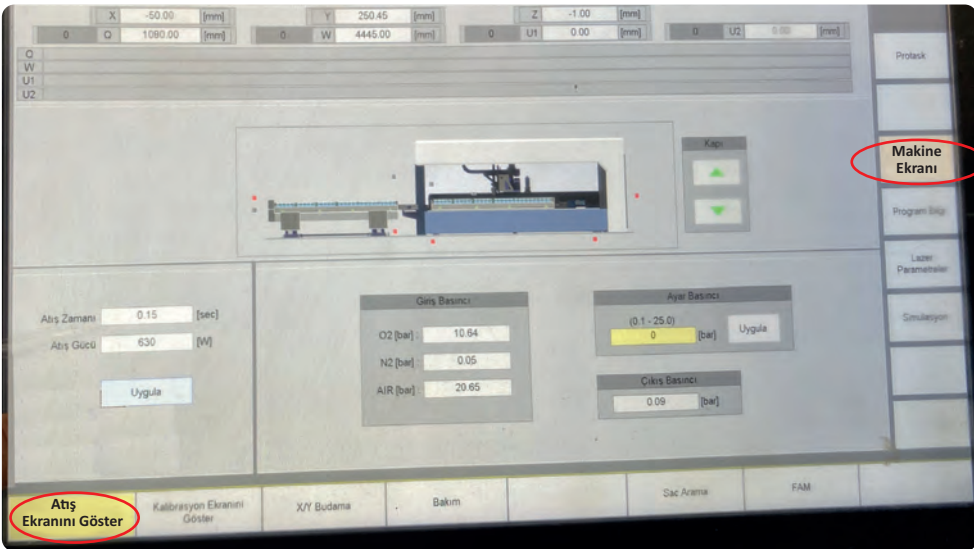 X -50.00 [mm] Y 250.45 [mm] Z -1.00 [mm]
0 O 1090.00 [mm] 0 W 4445.00 [mm] 0 U1 0.00 [mm] 0 U2 0.00 [mm]
O
W
U1
U2
Protask
Kapı
Makine
Ekranı
Program Bilgi
Lazer
Parametreler
Simulasyon
Atış Zamanı 0.15 [sec]
Atış Gücü 630 [W]
Uygula
Giriş Basıncı
O2 [bar] : 10.64
N2 [bar] : 0.05
AIR [bar] : 20.65
Ayar Basıncı
(0.1 - 25.0)
0 [bar] Uygula
Çıkış Basıncı
0.09 [bar]
Atış
Ekranını Göster
Kalibrasyon Ekranını
Göster
X/Y Budama
Bakım
Sac Arama
FAM